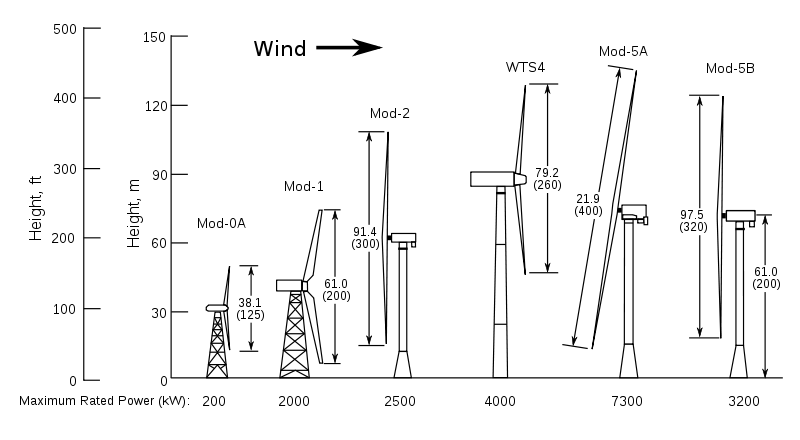 Wind
Height, ft
500
400
300
200
100
0
Height, m
150
120
90
60
30
0
Mod-0A
38.1
(125)
Mod-1
61.0
(200)
Mod-2
91.4
(300)
WTS4
79.2
(260)
Mod-5A
21.9
(400)
Mod-5B
97.5
(320)
61.0
(200)
Maximum Rated Power (kW): 200 2000 2500 4000 7300 3200